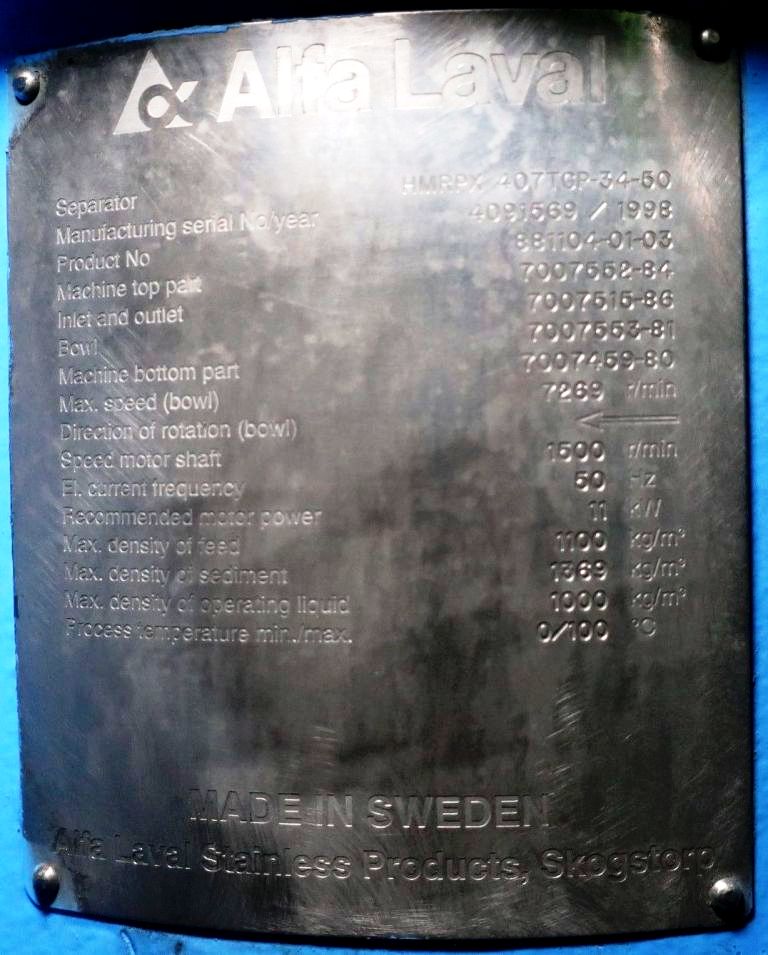 Alfa Laval
Separator HMRPX 407TGP-34-50
Manufacturing serial No/year 4091569 / 1998
Product No 881104-01-03
Machine top part 7007552-84
Inlet and outlet 7007515-86
Bowl 7007553-81
Machine bottom part 7007459-80
Max. speed (bowl) 7269 r/min
Direction of rotation (bowl) ←
Speed motor shaft 1500 r/min
El. current frequency 50 Hz
Recommended motor power 11 kW
Max. density of feed 1100 kg/m³
Max. density of sediment 1369 kg/m³
Max. density of operating liquid 1000 kg/m³
Process temperature min./max. 0/100 °C
MADE IN SWEDEN
Alfa Laval Stainless Products, Skogstorp